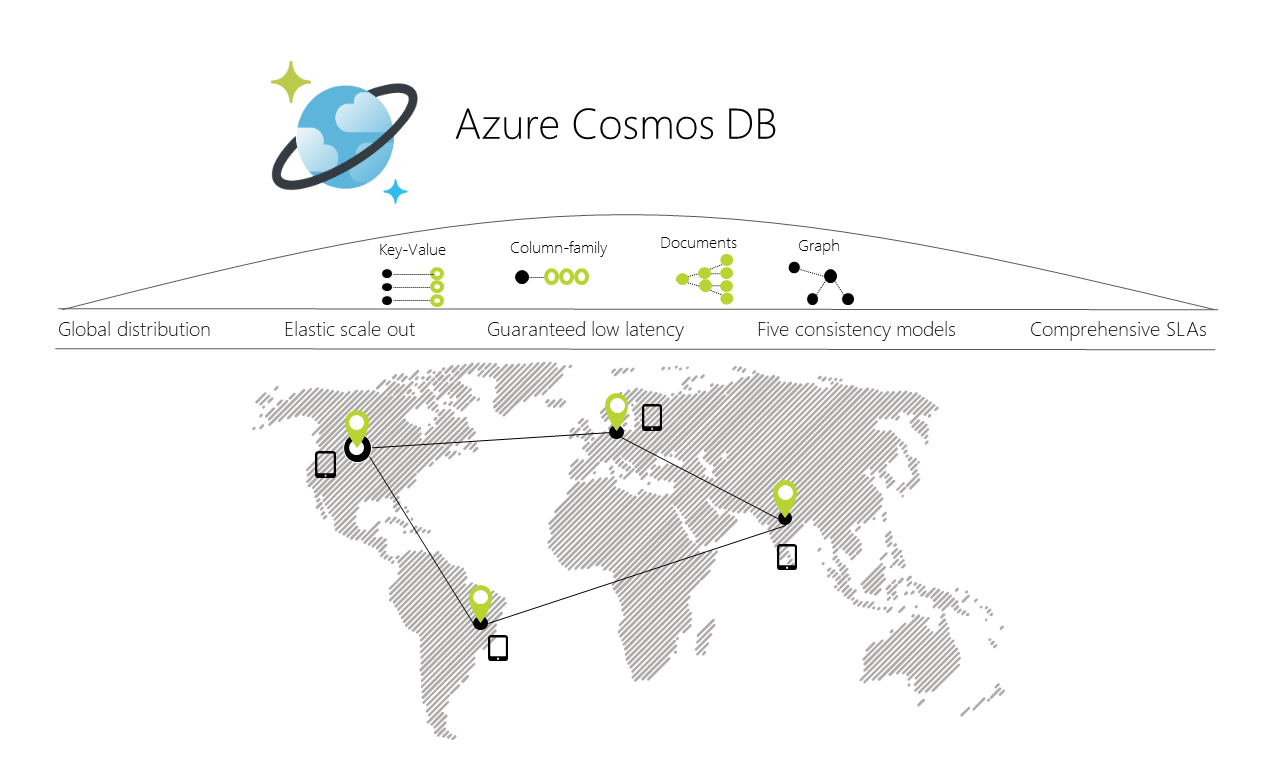 Azure Cosmos DB
Key-Value
Column-family
Documents
Graph
Global distribution
Elastic scale out
Guaranteed low latency
Five consistency models
Comprehensive SLAs